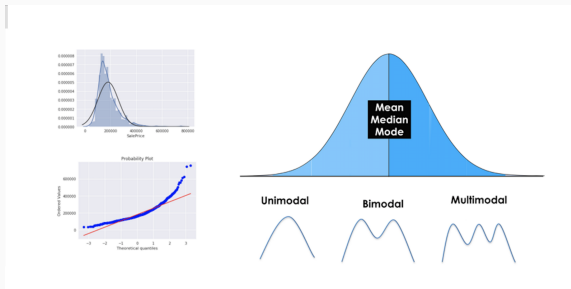 0.000008
0.000007
0.000006
0.000005
0.000004
0.000003
0.000002
0.000001
0.000000
0 200000 400000 600000 800000
SalePrice
Probability Plot
Ordered Values
600000
400000
200000
0
-3 -2 -1 0 1 2 3
Theoretical quantiles
Mean
Median
Mode
Unimodal
Bimodal
Multimodal